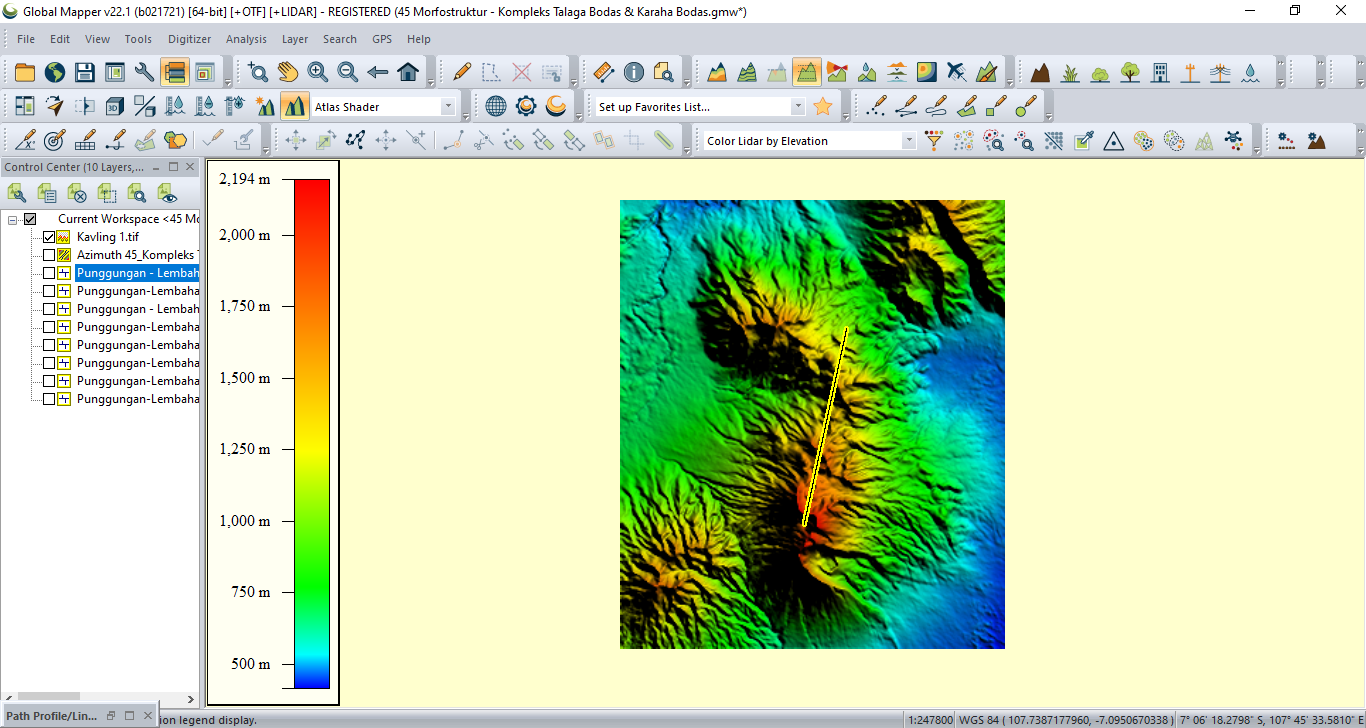 Global Mapper v22.1 (b021721) [64-bit] [+OTF] [+LIDAR] - REGISTERED (45 Morfostruktur - Kompleks Talaga Bodas & Karaha Bodas.gmw*)
File Edit View Tools Digitizer Analysis Layer Search GPS Help
Atlas Shader
Set up Favorites List...
Color Lidar by Elevation
Control Center (10 Layers,...
Current Workspace <45 Mo
Kavling 1.tif
Azimuth 45_Kompleks T
Punggungan - Lembah
Punggungan-Lembaha
Punggungan - Lembah
Punggungan-Lembaha
Punggungan-Lembaha
Punggungan-Lembaha
Punggungan-Lembaha
Punggungan-Lembaha
2,194 m
2,000 m
1,750 m
1,500 m
1,250 m
1,000 m
750 m
500 m
Path Profile/Lin...
ion legend display.
1:247800 WGS 84 ( 107.7387177960, -7.0950670338 ) 7° 06' 18.2798" S, 107° 45' 33.5810" E